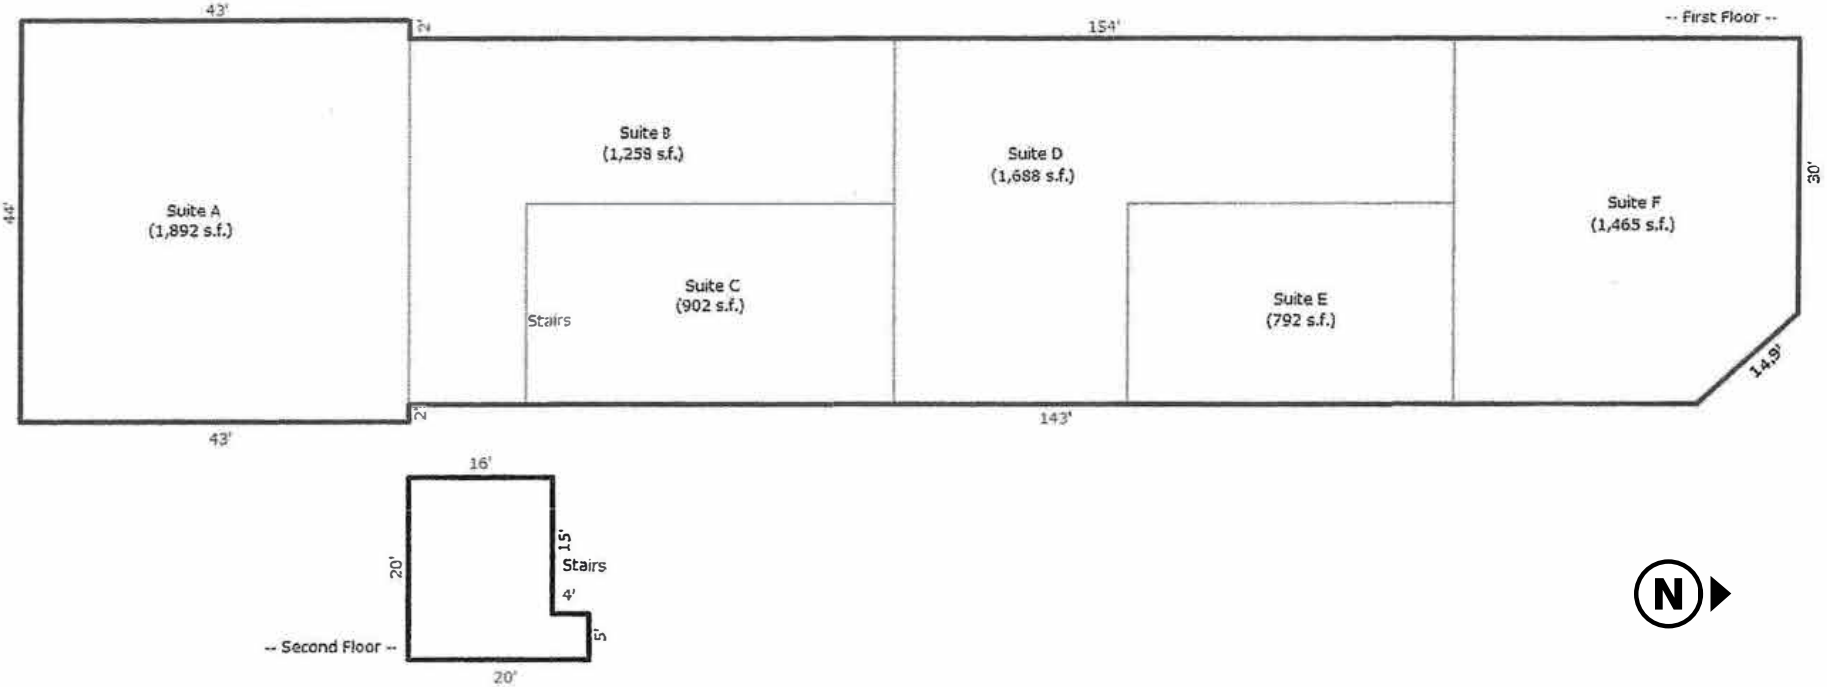 43'
2'
154'
-- First Floor --
Suite B
(1,258 s.f.)
Suite D
(1,688 s.f.)
30'
44'
Suite A
(1,892 s.f.)
Suite F
(1,465 s.f.)
Suite C
(902 s.f.)
Suite E
(792 s.f.)
Stairs
14.9'
2'
143'
43'
16'
15'
20'
Stairs
4'
N
5'
-- Second Floor --
20'